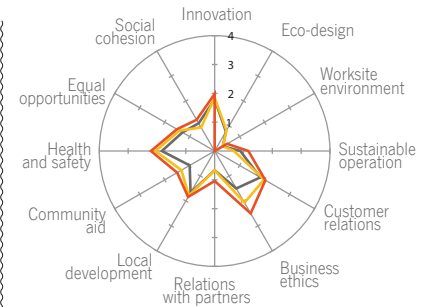 Innovation
Eco-design
Worksite
environment
Sustainable
operation
Customer
relations
Business
ethics
Relations
with partners
Local
development
Community
aid
Health
and safety
Equal
opportunities
Social
cohesion
4
3
2
1